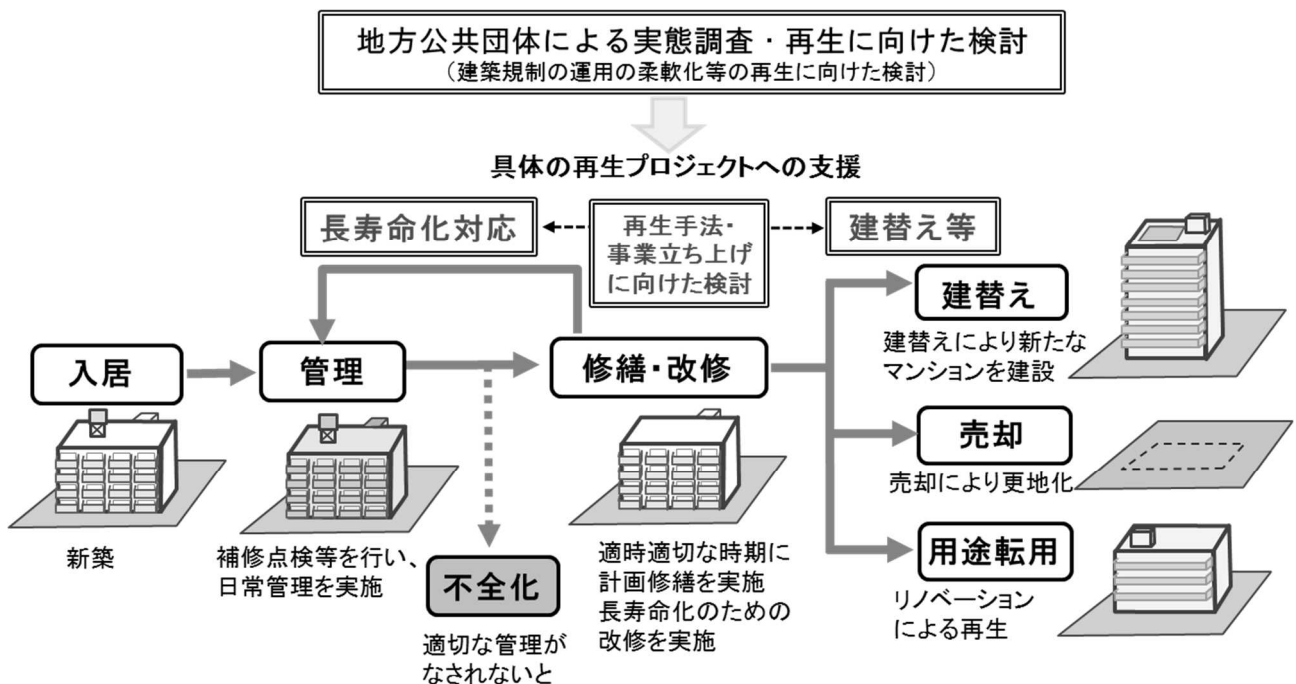 地方公共団体による実態調査・再生に向けた検討
（建築規制の運用の柔軟化等の再生に向けた検討）
具体の再生プロジェクトへの支援
長寿命化対応
再生手法・
事業立ち上げ
に向けた検討
建替え等
入居
新築
管理
補修点検等を行い、
日常管理を実施
不全化
適切な管理が
なされないと
修繕・改修
適時適切な時期に
計画修繕を実施
長寿命化のための
改修を実施
建替え
建替えにより新たな
マンションを建設
売却
売却により更地化
用途転用
リノベーション
による再生